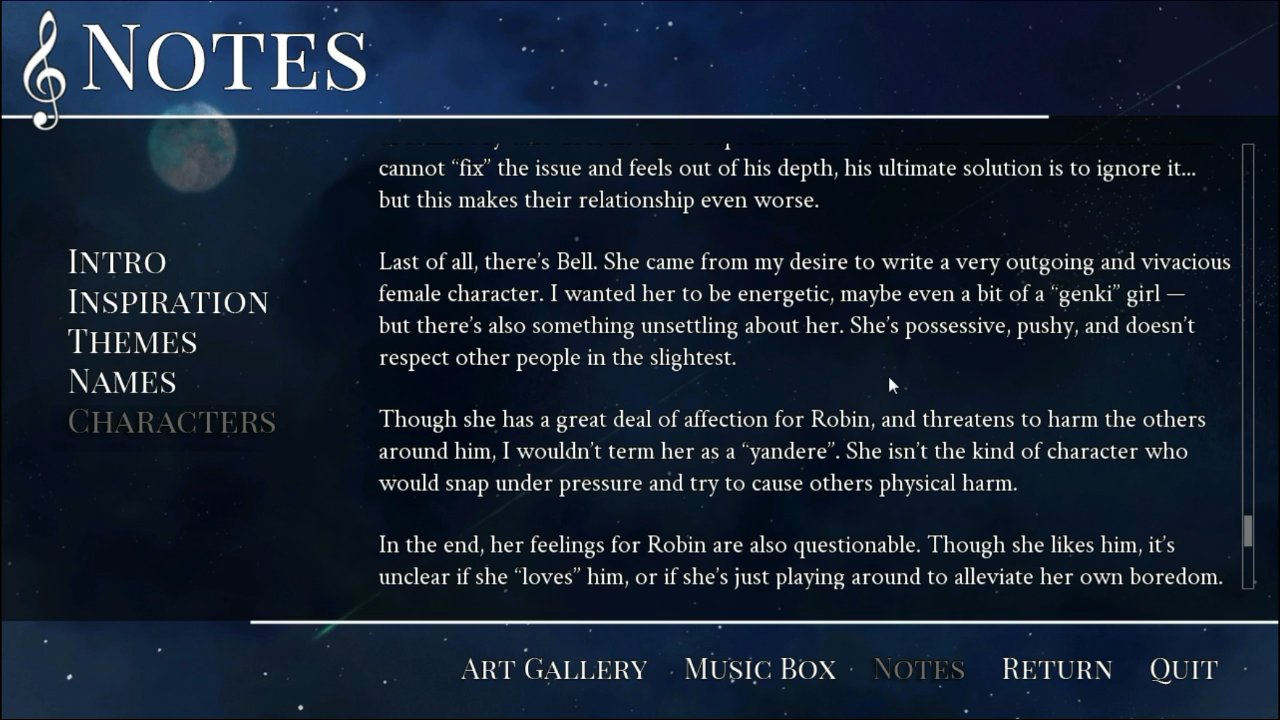 NOTES
cannot “fix” the issue and feels out of his depth, his ultimate solution is to ignore it...
but this makes their relationship even worse.
INTRO
INSPIRATION
THEMES
NAMES
CHARACTERS
Last of all, there’s Bell. She came from my desire to write a very outgoing and vivacious
female character. I wanted her to be energetic, maybe even a bit of a “genki” girl —
but there’s also something unsettling about her. She’s possessive, pushy, and doesn’t
respect other people in the slightest.
Though she has a great deal of affection for Robin, and threatens to harm the others
around him, I wouldn’t term her as a “yandere”. She isn’t the kind of character who
would snap under pressure and try to cause others physical harm.
In the end, her feelings for Robin are also questionable. Though she likes him, it’s
unclear if she “loves” him, or if she’s just playing around to alleviate her own boredom.
ART GALLERY
MUSIC BOX
NOTES
RETURN
QUIT